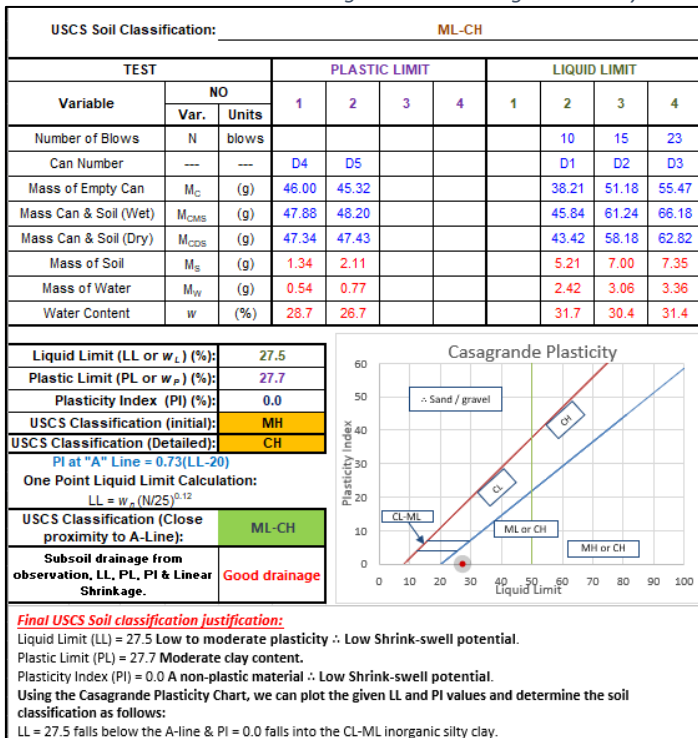 USCS Soil Classification: ML-CH
TEST PLASTIC LIMIT LIQUID LIMIT
Variable NO 1 2 3 4 1 2 3 4
Var. Units
Number of Blows N blows 10 15 23
Can Number --- --- D4 D5 D1 D2 D3
Mass of Empty Can MC (g) 46.00 45.32 38.21 51.18 55.47
Mass Can & Soil (Wet) MCMS (g) 47.88 48.20 45.84 61.24 66.18
Mass Can & Soil (Dry) MCDS (g) 47.34 47.43 43.42 58.18 62.82
Mass of Soil MS (g) 1.34 2.11 5.21 7.00 7.35
Mass of Water MW (g) 0.54 0.77 2.42 3.06 3.36
Water Content w (%) 28.7 26.7 31.7 30.4 31.4
Liquid Limit (LL or wL) (%): 27.5
Plastic Limit (PL or wP) (%): 27.7
Plasticity Index (PI) (%): 0.0
USCS Classification (initial): MH
USCS Classification (Detailed): CH
PI at "A" Line = 0.73(LL-20)
One Point Liquid Limit Calculation:
LL = wn(N/25)0.12
USCS Classification (Close
proximity to A-Line): ML-CH
Subsoil drainage from
observation, LL, PL, PI & Linear
Shrinkage.
Good drainage
Casagrande Plasticity
Plasticity Index
60
50
40
30
20
10
0
∴ Sand / gravel
CH
CL
CL-ML
ML or CH
MH or CH
0 10 20 30 40 50 60 70 80 90 100
Liquid Limit
Final USCS Soil classification justification:
Liquid Limit (LL) = 27.5 Low to moderate plasticity ∴ Low Shrink-swell potential.
Plastic Limit (PL) = 27.7 Moderate clay content.
Plasticity Index (PI) = 0.0 A non-plastic material ∴ Low Shrink-swell potential.
Using the Casagrande Plasticity Chart, we can plot the given LL and PI values and determine the soil
classification as follows:
LL = 27.5 falls below the A-line & PI = 0.0 falls into the CL-ML inorganic silty clay.